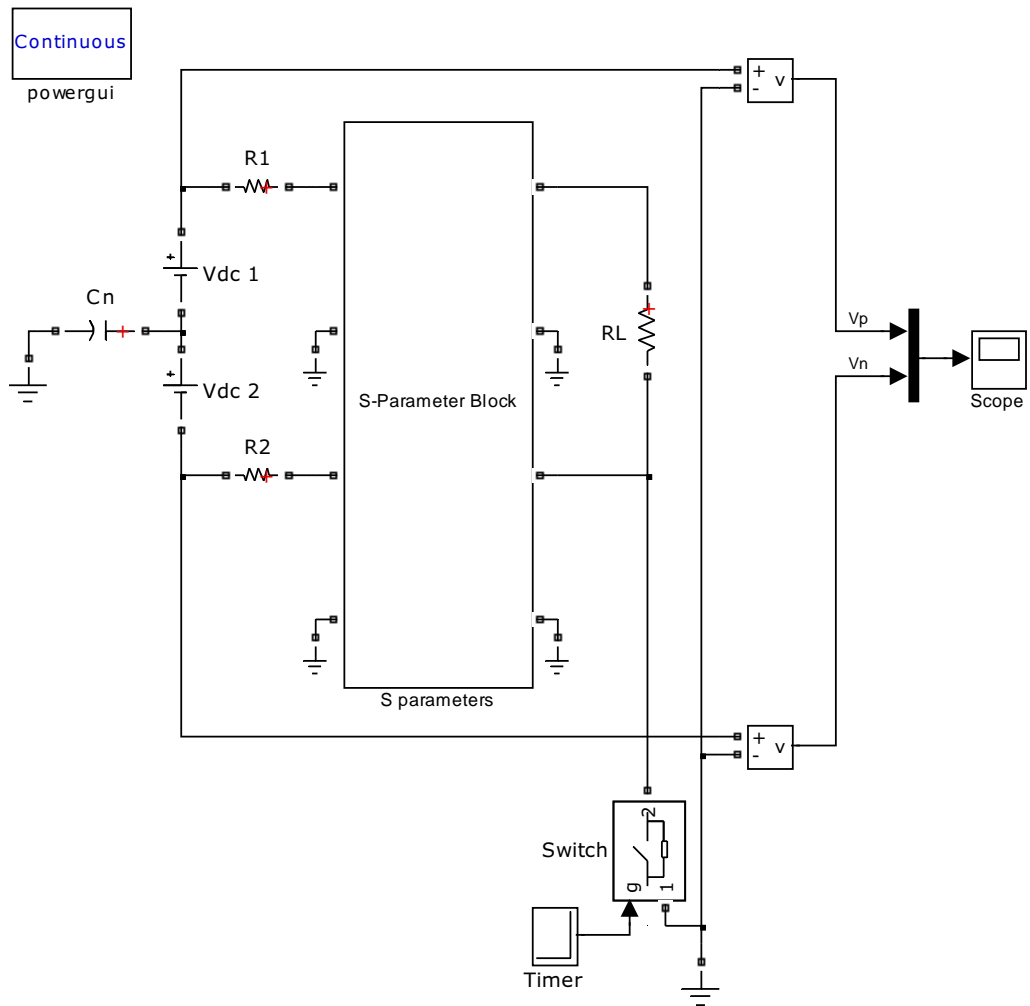 Continuous
powergui
+
-
v
R1
+
Vdc 1
Cn
+
Vdc 2
RL
Vp
Vn
S-Parameter Block
Scope
R2
S parameters
+
-
v
Switch
2
g
1
Timer